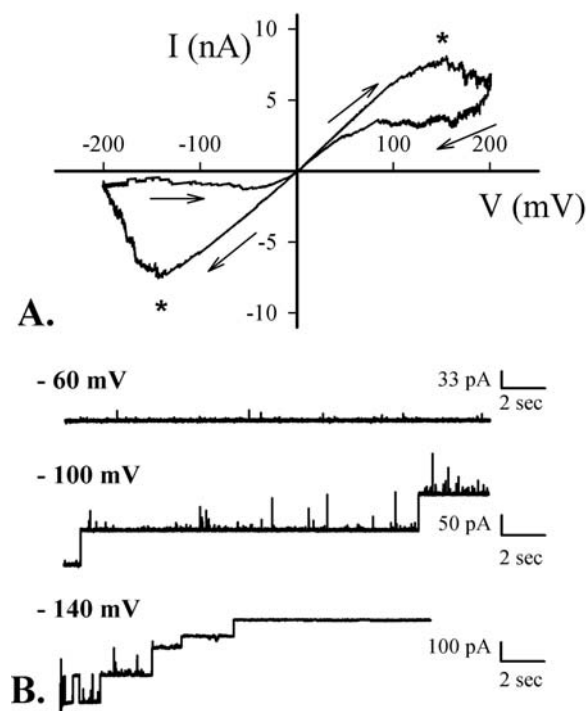 I (nA)
10
*
5
-200
-100
100
200
V (mV)
-5
*
-10
A.
- 60 mV
33 pA
2 sec
- 100 mV
50 pA
2 sec
- 140 mV
100 pA
2 sec
B.